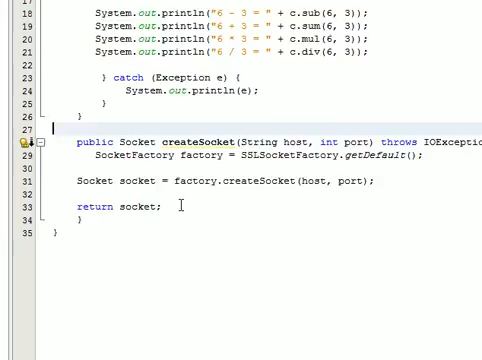 17
18 System.out.println("6 - 3 = " + c.sub(6, 3));
19 System.out.println("6 + 3 = " + c.sum(6, 3));
20 System.out.println("6 * 3 = " + c.mul(6, 3));
21 System.out.println("6 / 3 = " + c.div(6, 3));
22
23 } catch (Exception e) {
24 System.out.println(e);
25 }
26 }
27
public Socket createSocket(String host, int port) throws IOExceptio
29 SocketFactory factory = SSLSocketFactory.getDefault();
30
31 Socket socket = factory.createSocket(host, port);
32
33 return socket;
34 }
35 }